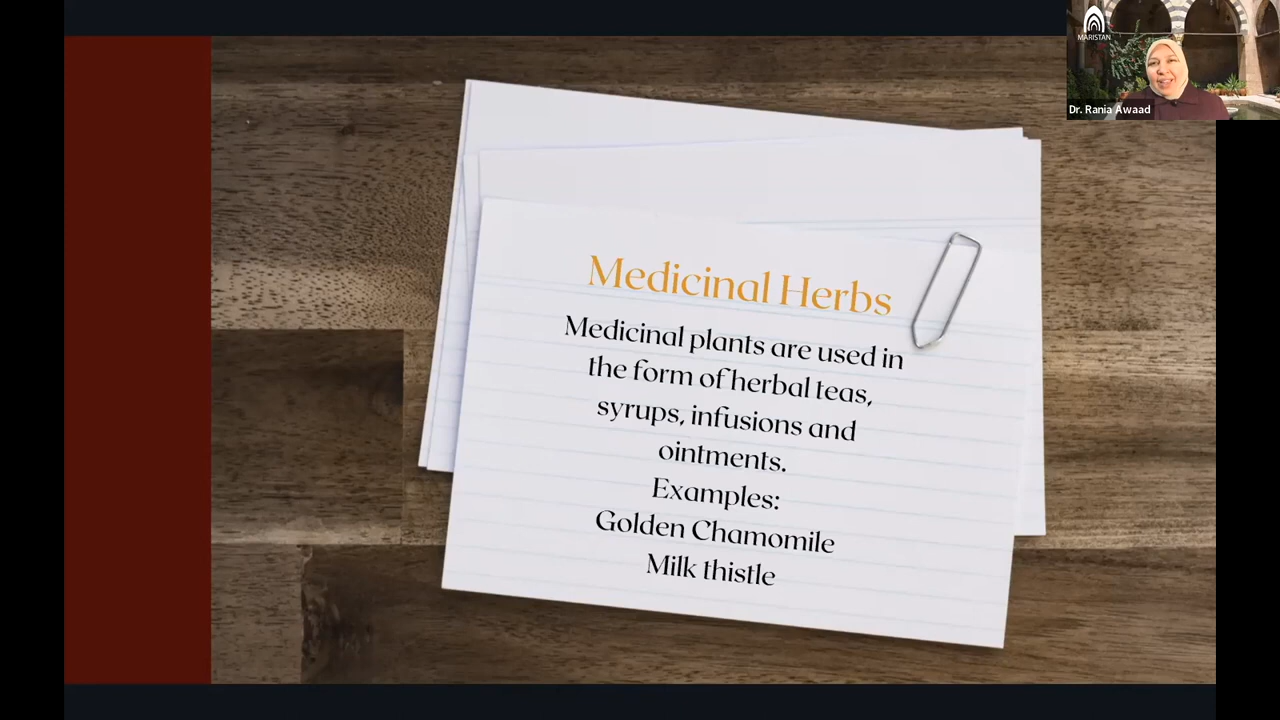 MARISTAN
Dr. Rania Awaad
Medicinal Herbs
Medicinal plants are used in
the form of herbal teas,
syrups, infusions and
ointments.
Examples:
Golden Chamomile
Milk thistle